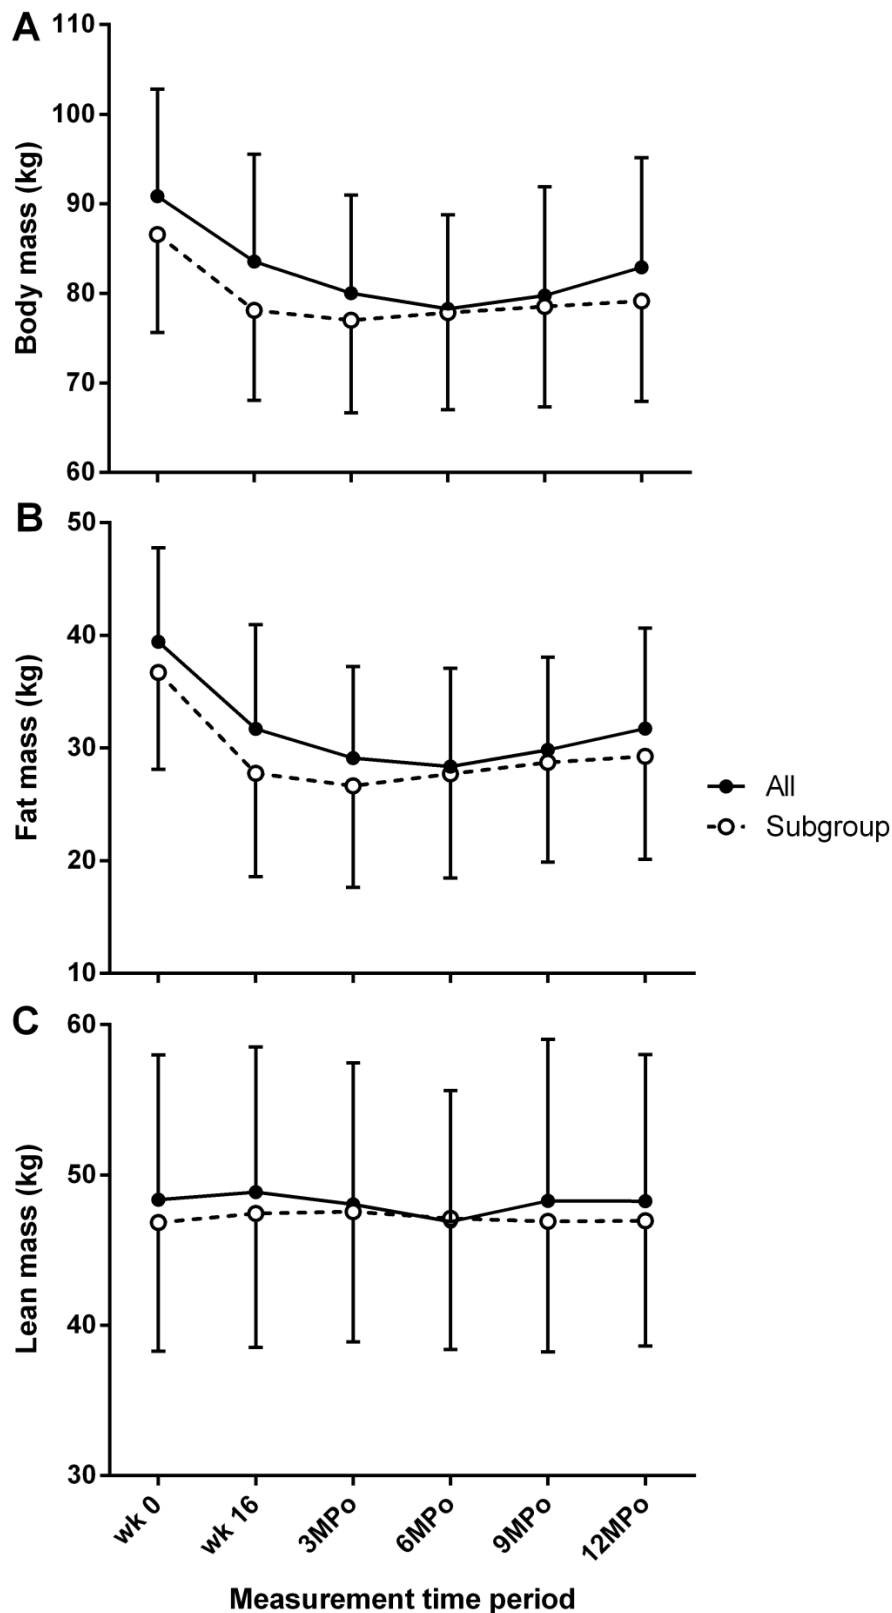 A
Body mass (kg)
110
100
90
80
70
60
B
Fat mass (kg)
50
40
30
20
10
All
Subgroup
C
Lean mass (kg)
60
50
40
30
wk 0
wk 16
3MPo
6MPo
9MPo
12MPo
Measurement time period